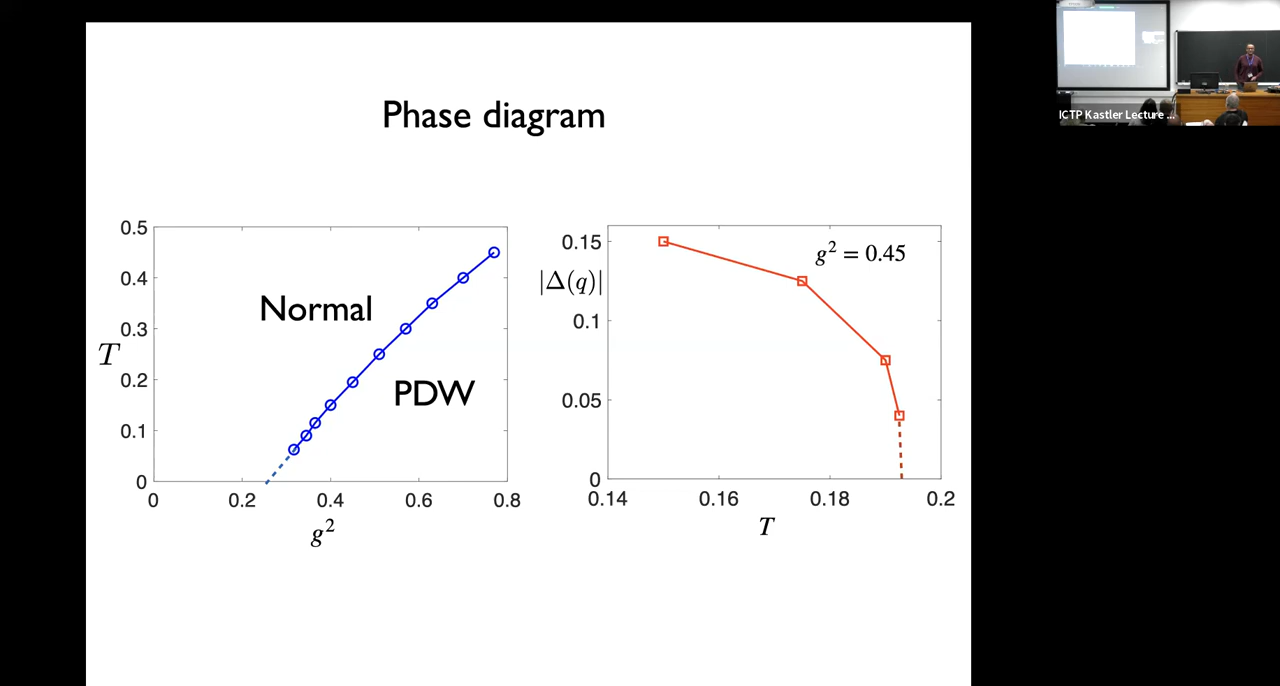 Phase diagram
ICTP Kastler Lecture ...
0.5
0.4
0.3
0.2
0.1
0
T
Normal
PDW
0
0.2
0.4
0.6
0.8
g²
0.15
0.1
0.05
0
|Δ(q)|
g² = 0.45
0.14
0.16
0.18
0.2
T